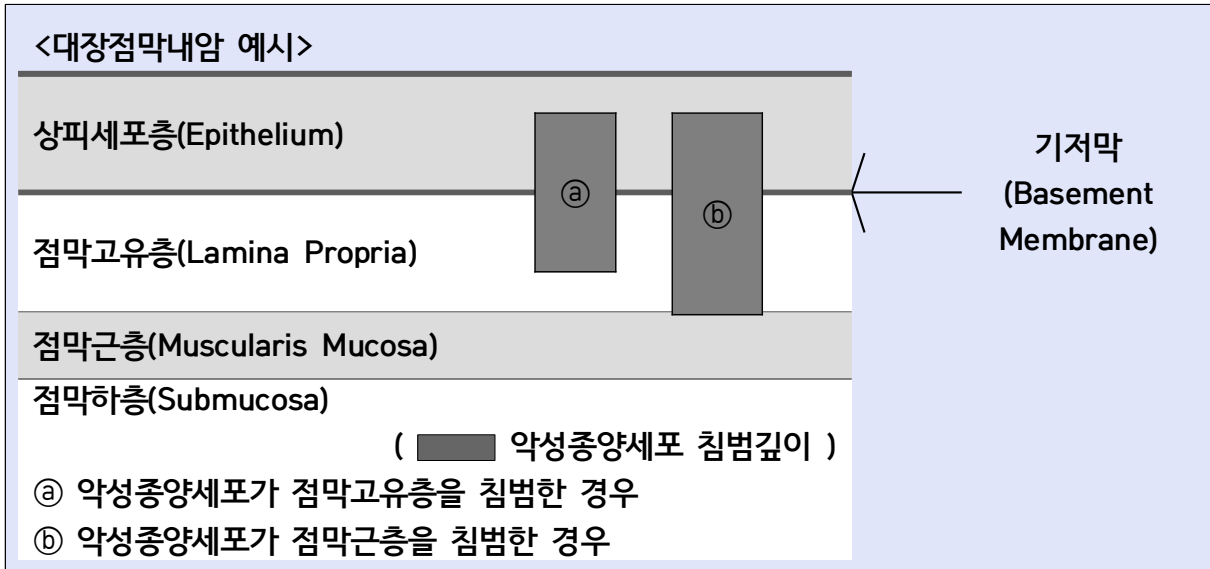 <대장점막내암 예시>
상피세포층(Epithelium)
기저막
(Basement
Membrane)
ⓐ
ⓑ
점막고유층(Lamina Propria)
점막근층(Muscularis Mucosa)
점막하층(Submucosa)
( 악성종양세포 침범깊이 )
ⓐ 악성종양세포가 점막고유층을 침범한 경우
ⓑ 악성종양세포가 점막근층을 침범한 경우